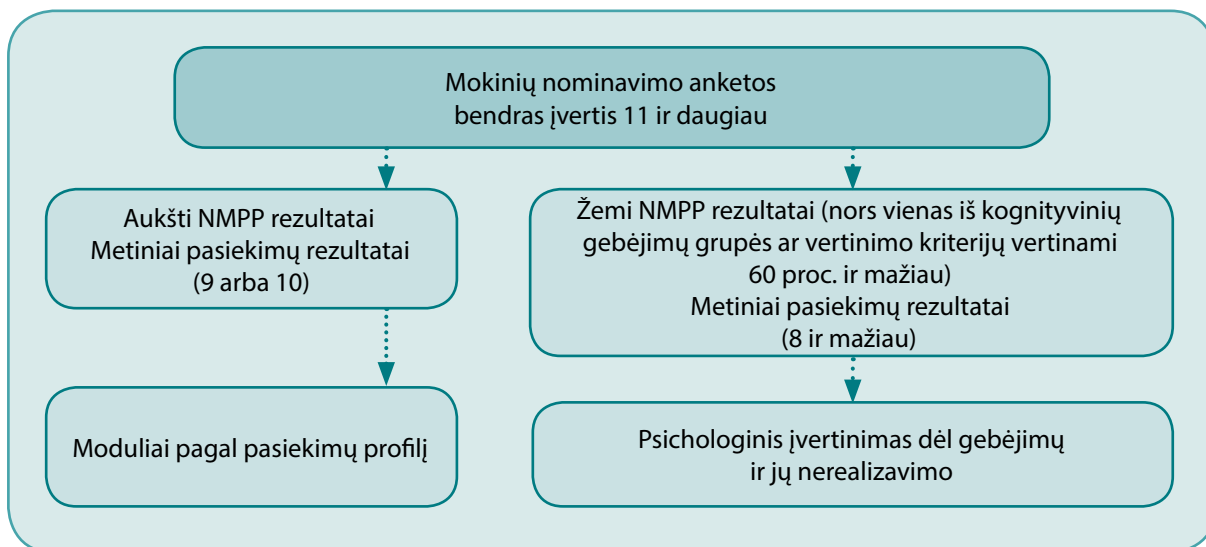 Mokinių nominavimo anketos
bendras įvertis 11 ir daugiau
Aukšti NMPP rezultatai
Metiniai pasiekimų rezultatai
(9 arba 10)
Žemi NMPP rezultatai (nors vienas iš kognityvinių
gebėjimų grupės ar vertinimo kriterijų vertinami
60 proc. ir mažiau)
Metiniai pasiekimų rezultatai
(8 ir mažiau)
Moduliai pagal pasiekimų profilį
Psichologinis įvertinimas dėl gebėjimų
ir jų nerealizavimo